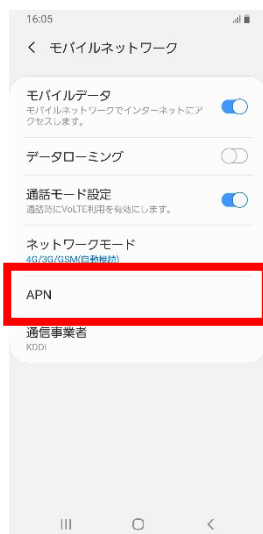 16:05
モバイルネットワーク
モバイルデータ
モバイルネットワークでインターネットにア
クセスします。
データローミング
通話モード設定
通話時にVoLTE利用を有効にします。
ネットワークモード
4G/3G/GSM(自動接続)
APN
通信事業者
KDDI